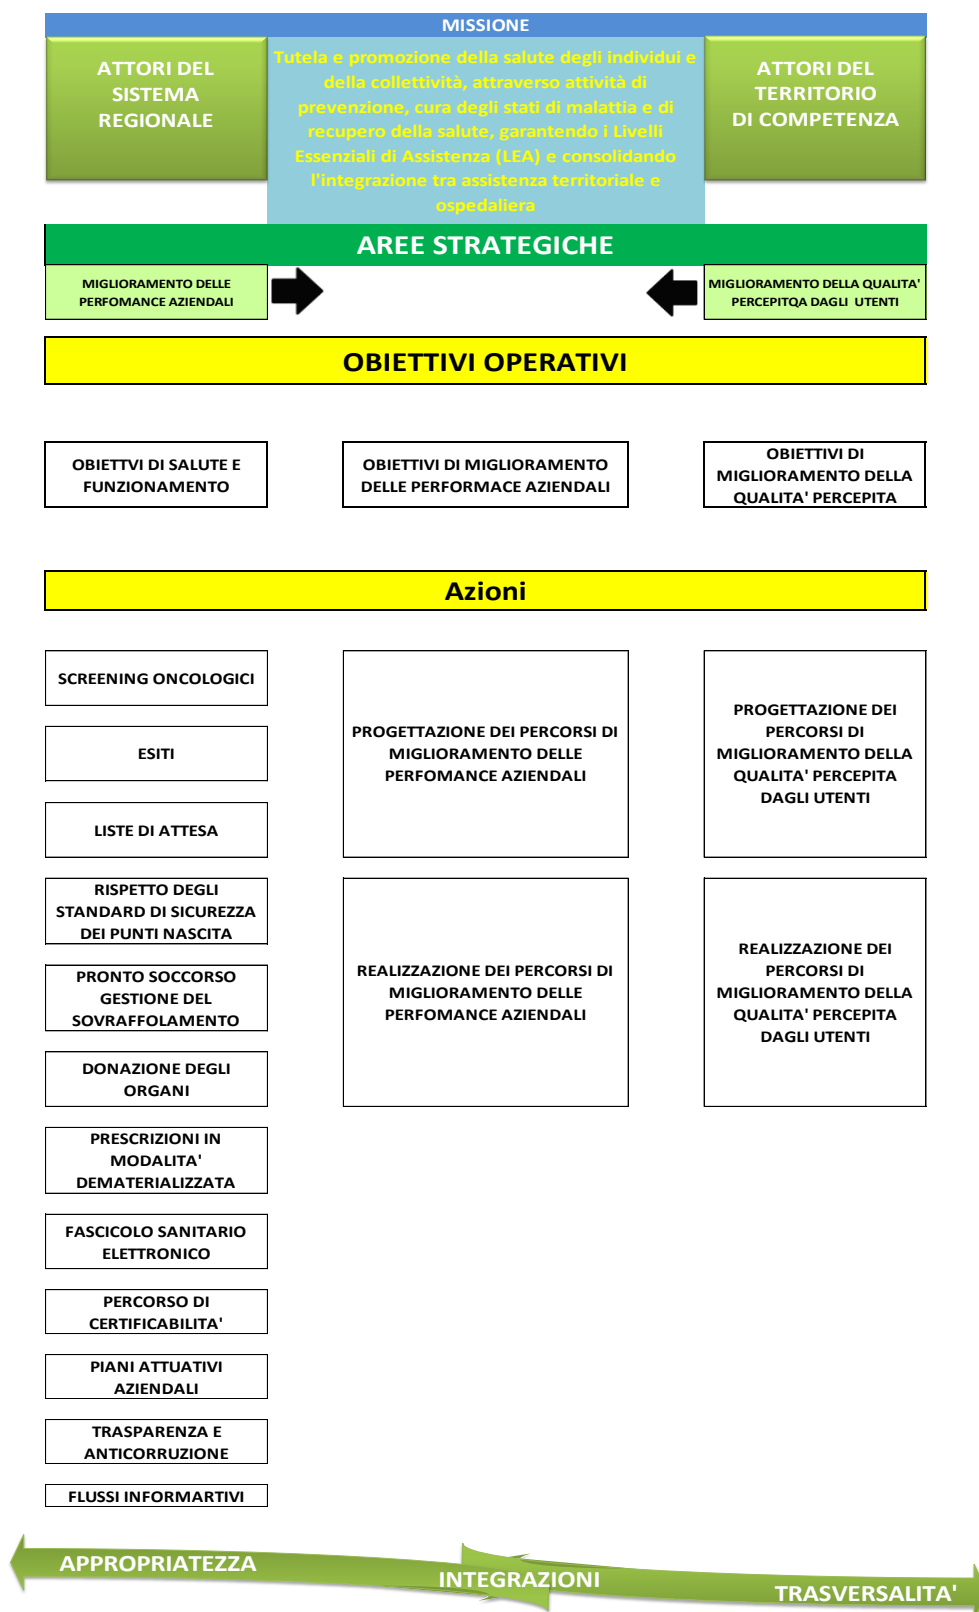 MISSIONE
ATTORI DEL
SISTEMA
REGIONALE
Tutela e promozione della salute degli individui e
della collettività, attraverso attività di
prevenzione, cura degli stati di malattia e di
recupero della salute, garantendo i Livelli
Essenziali di Assistenza (LEA) e consolidando
l'integrazione tra assistenza territoriale e
ospedaliera
ATTORI DEL
TERRITORIO
DI COMPETENZA
AREE STRATEGICHE
MIGLIORAMENTO DELLE
PERFOMANCE AZIENDALI
MIGLIORAMENTO DELLA QUALITA'
PERCEPITQA DAGLI UTENTI
OBIETTIVI OPERATIVI
OBIETTVI DI SALUTE E
FUNZIONAMENTO
OBIETTIVI DI MIGLIORAMENTO
DELLE PERFORMACE AZIENDALI
OBIETTIVI DI
MIGLIORAMENTO DELLA
QUALITA' PERCEPITA
Azioni
SCREENING ONCOLOGICI
ESITI
LISTE DI ATTESA
RISPETTO DEGLI
STANDARD DI SICUREZZA
DEI PUNTI NASCITA
PRONTO SOCCORSO
GESTIONE DEL
SOVRAFFOLAMENTO
DONAZIONE DEGLI
ORGANI
PRESCRIZIONI IN
MODALITA'
DEMATERIALIZZATA
FASCICOLO SANITARIO
ELETTRONICO
PERCORSO DI
CERTIFICABILITA'
PIANI ATTUATIVI
AZIENDALI
TRASPARENZA E
ANTICORRUZIONE
FLUSSI INFORMARTIVI
PROGETTAZIONE DEI PERCORSI DI
MIGLIORAMENTO DELLE
PERFOMANCE AZIENDALI
REALIZZAZIONE DEI PERCORSI DI
MIGLIORAMENTO DELLE
PERFOMANCE AZIENDALI
PROGETTAZIONE DEI
PERCORSI DI
MIGLIORAMENTO DELLA
QUALITA' PERCEPITA
DAGLI UTENTI
REALIZZAZIONE DEI
PERCORSI DI
MIGLIORAMENTO DELLA
QUALITA' PERCEPITA
DAGLI UTENTI
APPROPRIATEZZA
INTEGRAZIONI
TRASVERSALITA'